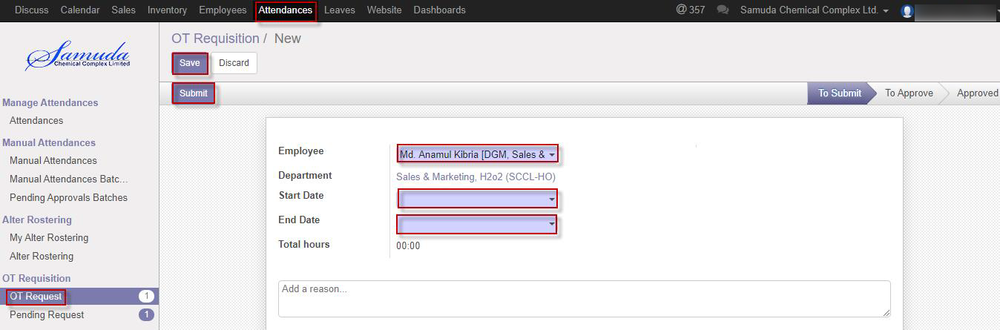 Discuss Calendar Sales Inventory Employees Attendances Leaves Website Dashboards @ 357 Samuda Chemical Complex Ltd.
Samuda
Chemical Complex Limited
OT Requisition / New
Save Discard
Submit To Submit To Approve Approved
Manage Attendances
Attendances
Manual Attendances
Manual Attendances
Manual Attendances Batc...
Pending Approvals Batches
Alter Rostering
My Alter Rostering
Alter Rostering
OT Requisition
OT Request 1
Pending Request 1
Employee Md. Anamul Kibria [DGM, Sales &
Department Sales & Marketing, H2o2 (SCCL-HO)
Start Date
End Date
Total hours 00:00
Add a reason...